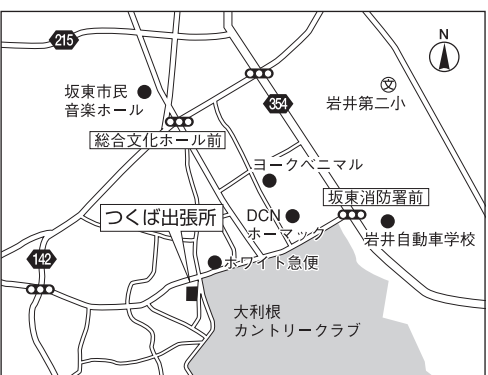 215
N
坂東市民
音楽ホール
354
文
岩井第二小
総合文化ホール前
ヨークベニマル
坂東消防署前
つくば出張所
DCN
ホーマック
岩井自動車学校
142
ホワイト急便
大利根
カントリークラブ